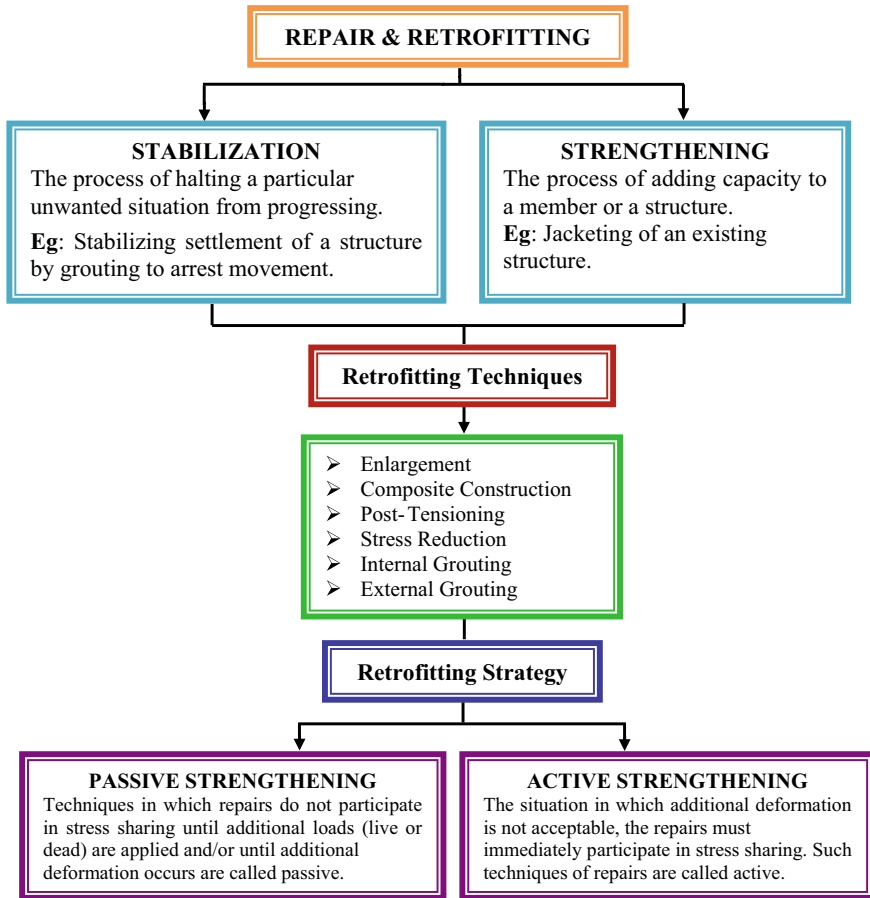 REPAIR & RETROFITTING
STABILIZATION
The process of halting a particular
unwanted situation from progressing.
Eg: Stabilizing settlement of a structure
by grouting to arrest movement.
STRENGTHENING
The process of adding capacity to
a member or a structure.
Eg: Jacketing of an existing
structure.
Retrofitting Techniques
➢ Enlargement
➢ Composite Construction
➢ Post-Tensioning
➢ Stress Reduction
➢ Internal Grouting
➢ External Grouting
Retrofitting Strategy
PASSIVE STRENGTHENING
Techniques in which repairs do not participate
in stress sharing until additional loads (live or
dead) are applied and/or until additional
deformation occurs are called passive.
ACTIVE STRENGTHENING
The situation in which additional deformation
is not acceptable, the repairs must
immediately participate in stress sharing. Such
techniques of repairs are called active.